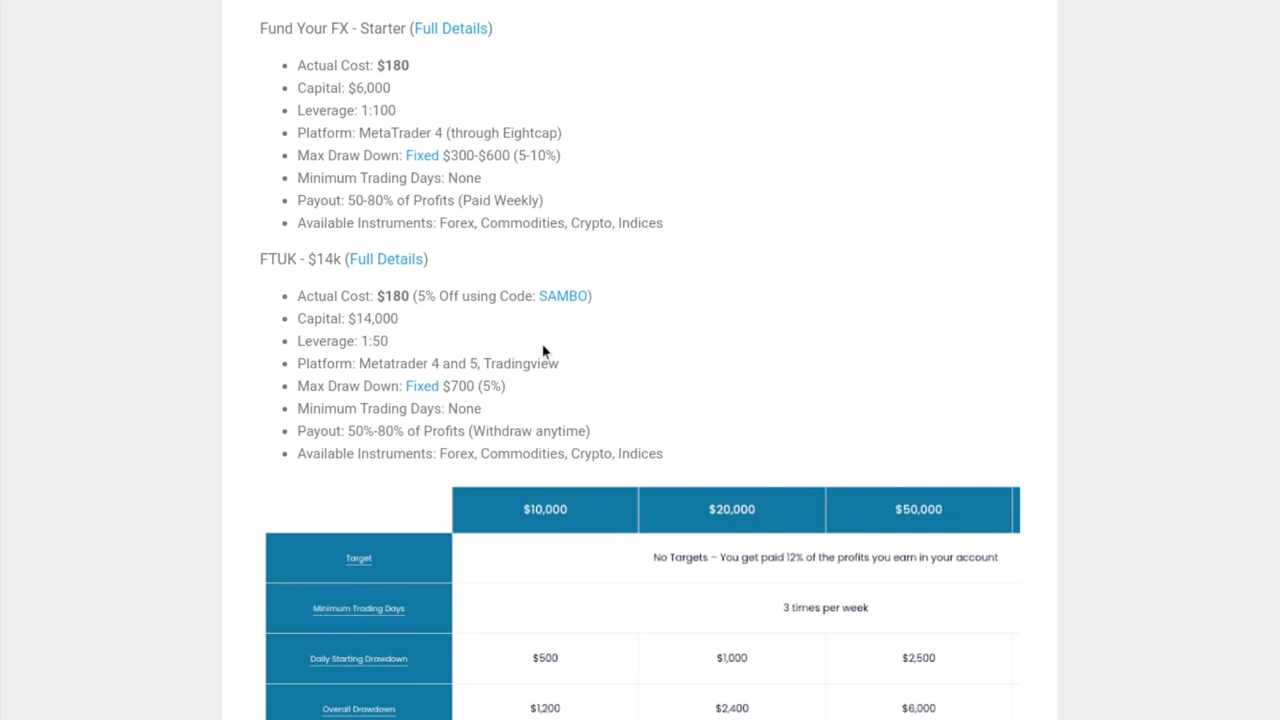 Fund Your FX - Starter (Full Details)
Actual Cost: $180
Capital: $6,000
Leverage: 1:100
Platform: MetaTrader 4 (through Eightcap)
Max Draw Down: Fixed $300-$600 (5-10%)
Minimum Trading Days: None
Payout: 50-80% of Profits (Paid Weekly)
Available Instruments: Forex, Commodities, Crypto, Indices
FTUK - $14k (Full Details)
Actual Cost: $180 (5% Off using Code: SAMBO)
Capital: $14,000
Leverage: 1:50
Platform: Metatrader 4 and 5, Tradingview
Max Draw Down: Fixed $700 (5%)
Minimum Trading Days: None
Payout: 50%-80% of Profits (Withdraw anytime)
Available Instruments: Forex, Commodities, Crypto, Indices
$10,000 $20,000 $50,000
Target No Targets – You get paid 12% of the profits you earn in your account
Minimum Trading Days 3 times per week
Daily Starting Drawdown $500 $1,000 $2,500
Overall Drawdown $1,200 $2,400 $6,000